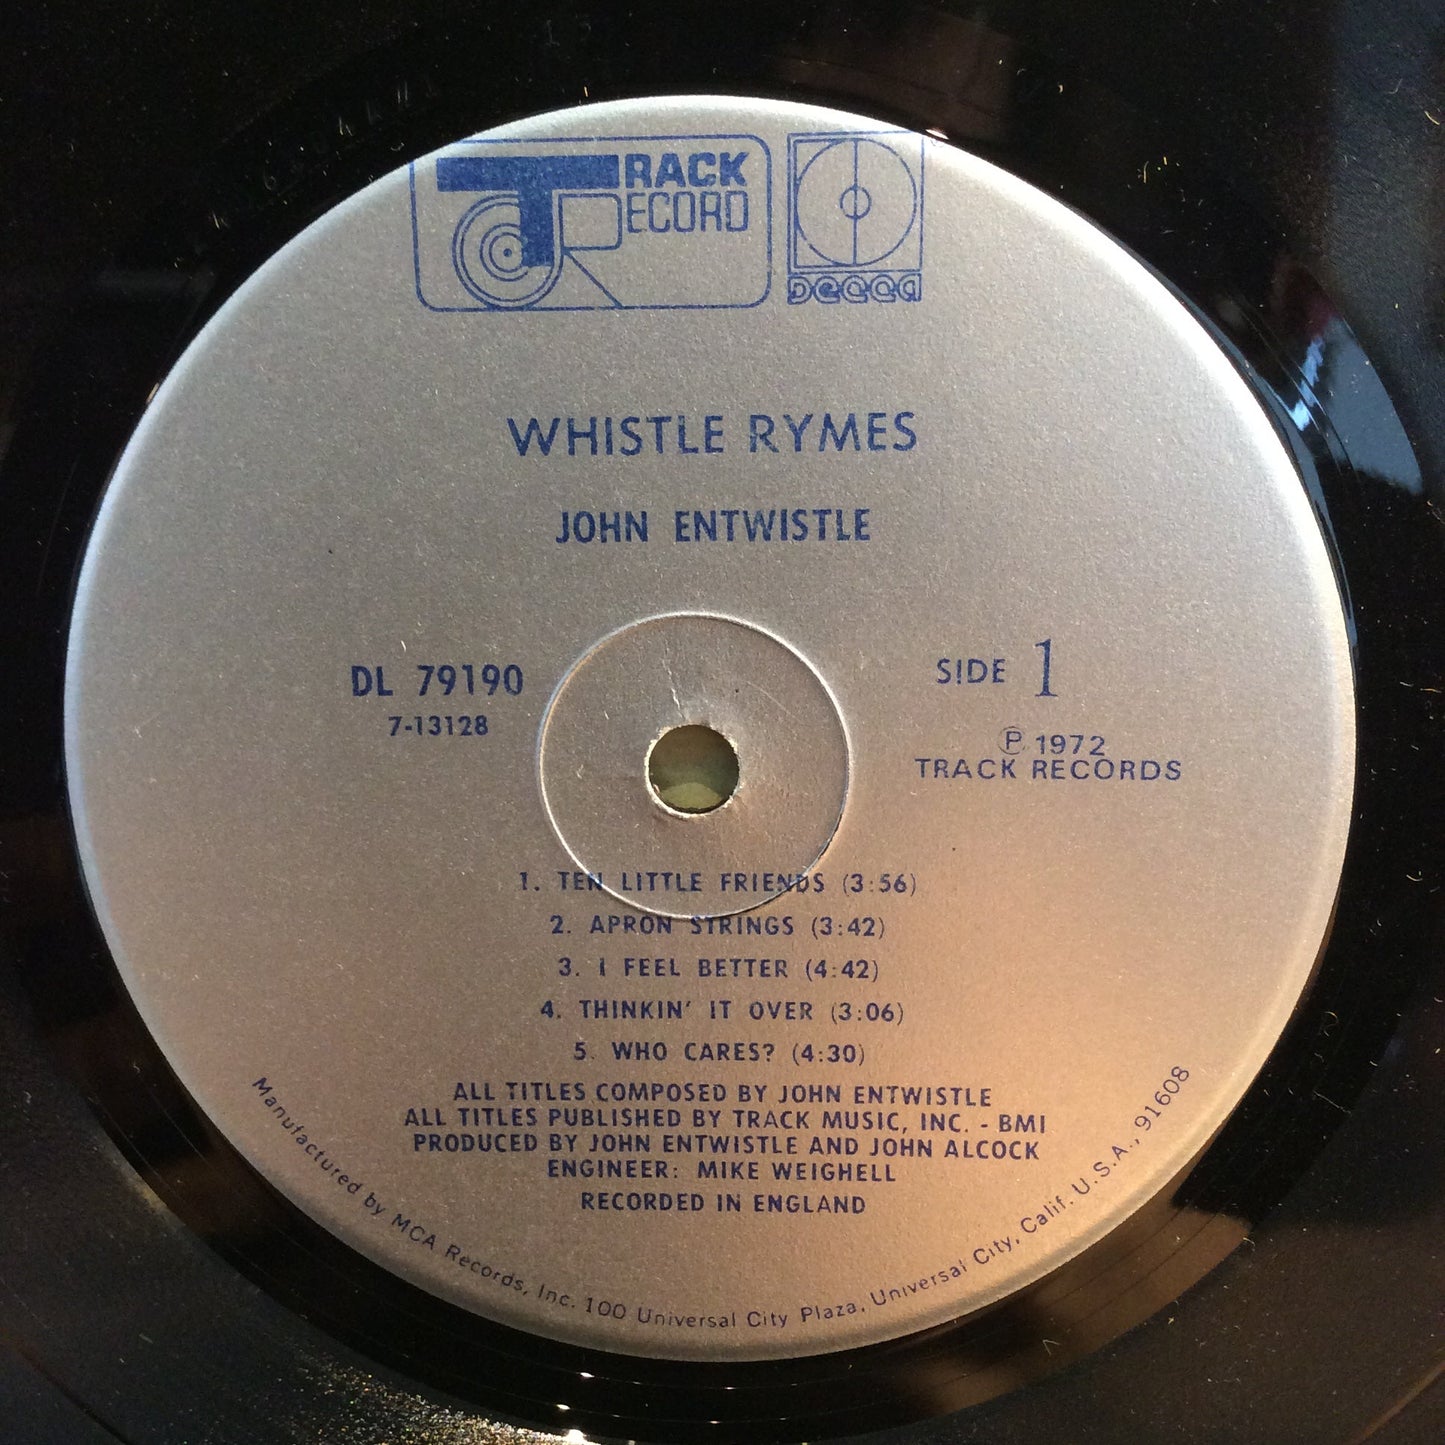 TRACK
RECORD
DECCA
WHISTLE RYMES
JOHN ENTWISTLE
DL 79190
7-13128
SIDE 1
Ⓟ 1972
TRACK RECORDS
1. TEN LITTLE FRIENDS (3:56)
2. APRON STRINGS (3:42)
3. I FEEL BETTER (4:42)
4. THINKIN' IT OVER (3:06)
5. WHO CARES? (4:30)
ALL TITLES COMPOSED BY JOHN ENTWISTLE
ALL TITLES PUBLISHED BY TRACK MUSIC, INC. - BMI
PRODUCED BY JOHN ENTWISTLE AND JOHN ALCOCK
ENGINEER: MIKE WEIGHELL
RECORDED IN ENGLAND
Manufactured by MCA Records, Inc. 100 Universal City Plaza, Universal City, Calif. U.S.A., 91608